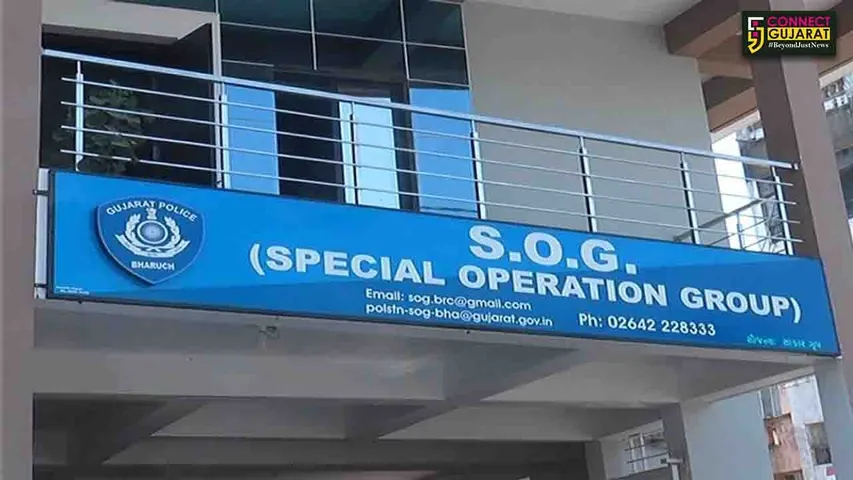 CONNECT
GUJARAT
#BeyondJustNews
GUJARAT POLICE
BHARUCH
S.O.G.
(SPECIAL OPERATION GROUP)
Email: sog.brc@gmail.com
polstn-sog-bha@gujarat.gov.in
Ph: 02642 228333